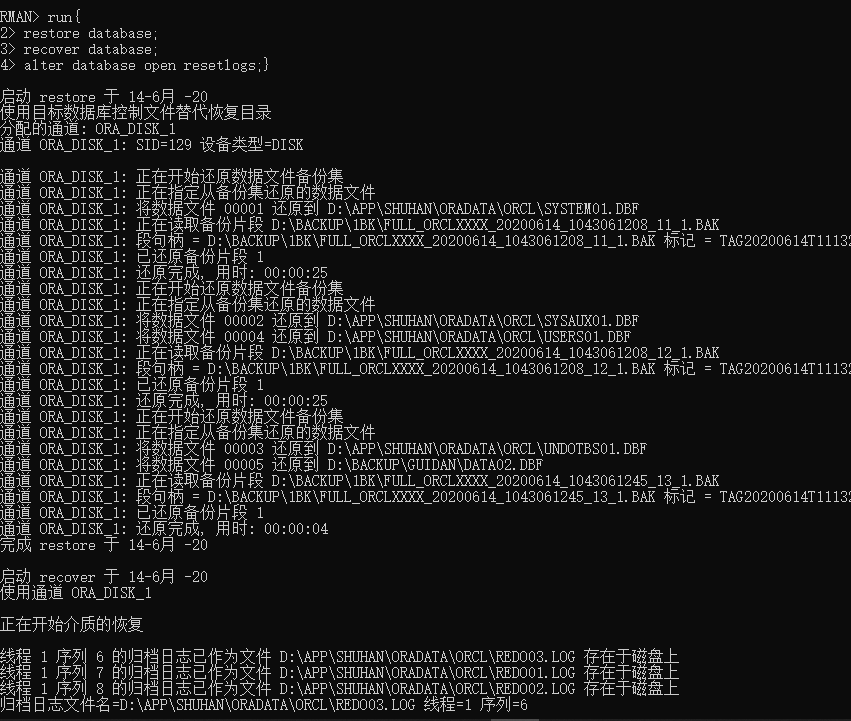 RMAN> run{
2> restore database;
3> recover database;
4> alter database open resetlogs;}
启动 restore 于 14-6月 -20
使用目标数据库控制文件替代恢复目录
分配的通道: ORA_DISK_1
通道 ORA_DISK_1: SID=129 设备类型=DISK
通道 ORA_DISK_1: 正在开始还原数据文件备份集
通道 ORA_DISK_1: 正在指定从备份集还原的数据文件
通道 ORA_DISK_1: 将数据文件 00001 还原到 D:\APP\SHUHAN\ORADATA\ORCL\SYSTEM01.DBF
通道 ORA_DISK_1: 正在读取备份片段 D:\BACKUP\1BK\FULL_ORCLXXXX_20200614_1043061208_11_1.BAK
通道 ORA_DISK_1: 段句柄 = D:\BACKUP\1BK\FULL_ORCLXXXX_20200614_1043061208_11_1.BAK 标记 = TAG20200614T11132
通道 ORA_DISK_1: 已还原备份片段 1
通道 ORA_DISK_1: 还原完成, 用时: 00:00:25
通道 ORA_DISK_1: 正在开始还原数据文件备份集
通道 ORA_DISK_1: 正在指定从备份集还原的数据文件
通道 ORA_DISK_1: 将数据文件 00002 还原到 D:\APP\SHUHAN\ORADATA\ORCL\SYSAUX01.DBF
通道 ORA_DISK_1: 将数据文件 00004 还原到 D:\APP\SHUHAN\ORADATA\ORCL\USERS01.DBF
通道 ORA_DISK_1: 正在读取备份片段 D:\BACKUP\1BK\FULL_ORCLXXXX_20200614_1043061208_12_1.BAK
通道 ORA_DISK_1: 段句柄 = D:\BACKUP\1BK\FULL_ORCLXXXX_20200614_1043061208_12_1.BAK 标记 = TAG20200614T11132
通道 ORA_DISK_1: 已还原备份片段 1
通道 ORA_DISK_1: 还原完成, 用时: 00:00:25
通道 ORA_DISK_1: 正在开始还原数据文件备份集
通道 ORA_DISK_1: 正在指定从备份集还原的数据文件
通道 ORA_DISK_1: 将数据文件 00003 还原到 D:\APP\SHUHAN\ORADATA\ORCL\UNDOTBS01.DBF
通道 ORA_DISK_1: 将数据文件 00005 还原到 D:\BACKUP\GUIDAN\DATA02.DBF
通道 ORA_DISK_1: 正在读取备份片段 D:\BACKUP\1BK\FULL_ORCLXXXX_20200614_1043061245_13_1.BAK
通道 ORA_DISK_1: 段句柄 = D:\BACKUP\1BK\FULL_ORCLXXXX_20200614_1043061245_13_1.BAK 标记 = TAG20200614T11132
通道 ORA_DISK_1: 已还原备份片段 1
通道 ORA_DISK_1: 还原完成, 用时: 00:00:04
完成 restore 于 14-6月 -20
启动 recover 于 14-6月 -20
使用通道 ORA_DISK_1
正在开始介质的恢复
线程 1 序列 6 的归档日志已作为文件 D:\APP\SHUHAN\ORADATA\ORCL\REDO03.LOG 存在于磁盘上
线程 1 序列 7 的归档日志已作为文件 D:\APP\SHUHAN\ORADATA\ORCL\REDO01.LOG 存在于磁盘上
线程 1 序列 8 的归档日志已作为文件 D:\APP\SHUHAN\ORADATA\ORCL\REDO02.LOG 存在于磁盘上
归档日志文件名=D:\APP\SHUHAN\ORADATA\ORCL\REDO03.LOG 线程=1 序列=6